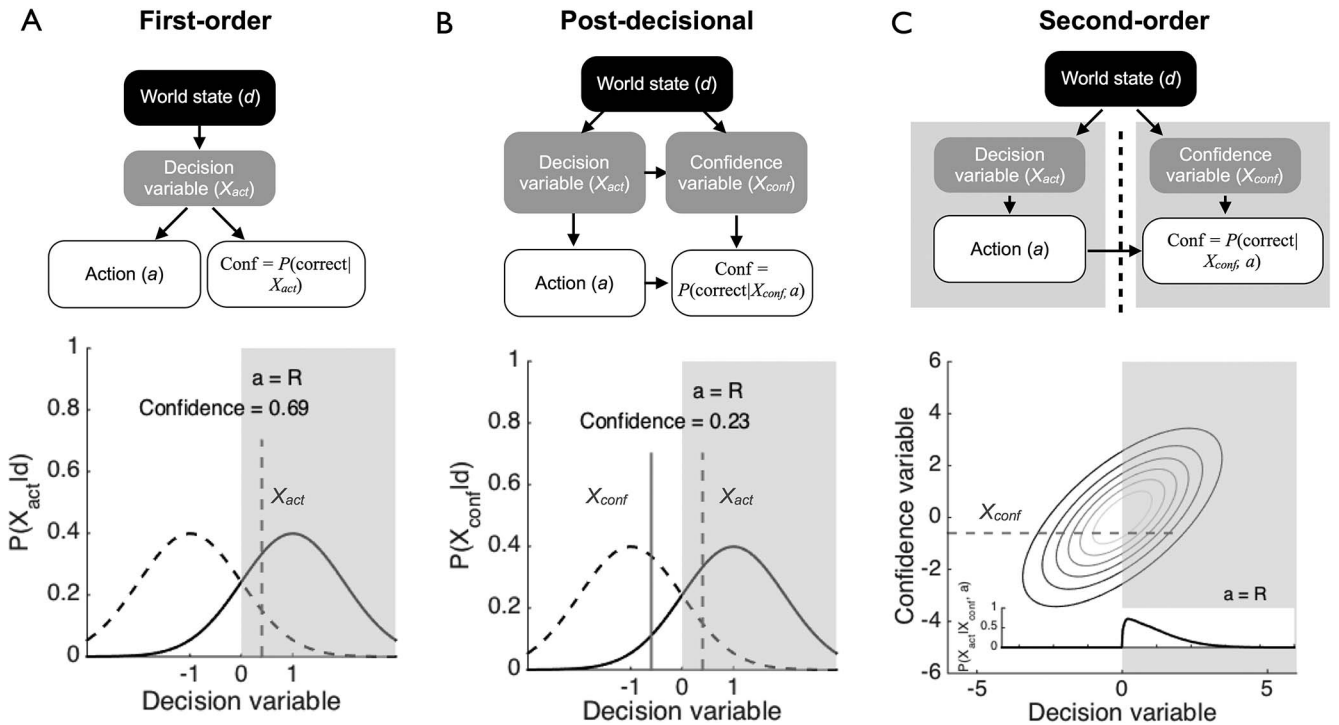 A
First-order
World state (d)
Decision
variable (Xact)
Action (a)
Conf = P(correct|
Xact)
1
0.8
0.6
0.4
0.2
0
P(Xact|d)
a = R
Confidence = 0.69
Xact
-1
0
1
Decision variable
B
Post-decisional
World state (d)
Decision
variable (Xact)
Confidence
variable (Xconf)
Action (a)
Conf =
P(correct|Xconf, a)
1
0.8
0.6
0.4
0.2
0
P(Xconf|d)
a = R
Confidence = 0.23
Xconf
Xact
-1
0
1
Decision variable
C
Second-order
World state (d)
Decision
variable (Xact)
Confidence
variable (Xconf)
Action (a)
Conf = P(correct|
Xconf, a)
6
4
2
0
-2
-4
-6
Confidence variable
Xconf
a = R
P(Xact|Xconf, a)
1
0.5
0
-5
0
5
Decision variable